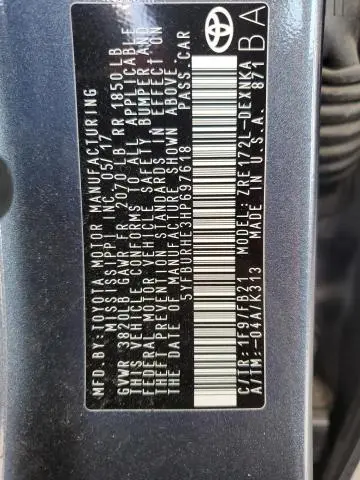 MFD. BY: TOYOTA MOTOR MANUFACTURING
MISSISSIPPI INC. 05/17
GVWR 3820LB GAWR FR 2070 LB RR 1850 LB
THIS VEHICLE CONFORMS TO ALL APPLICABLE
FEDERAL MOTOR VEHICLE SAFETY, BUMPER AND
THEFT PREVENTION STANDARDS IN EFFECT ON
THE DATE OF MANUFACTURE SHOWN ABOVE.
5YFBURHE3HP697618 PASS.CAR
C/TR: 1F9/FB21 ZRE172L-DEXNKA
A/TM: -04A/K313 MADE IN U.S.A. 871
BA